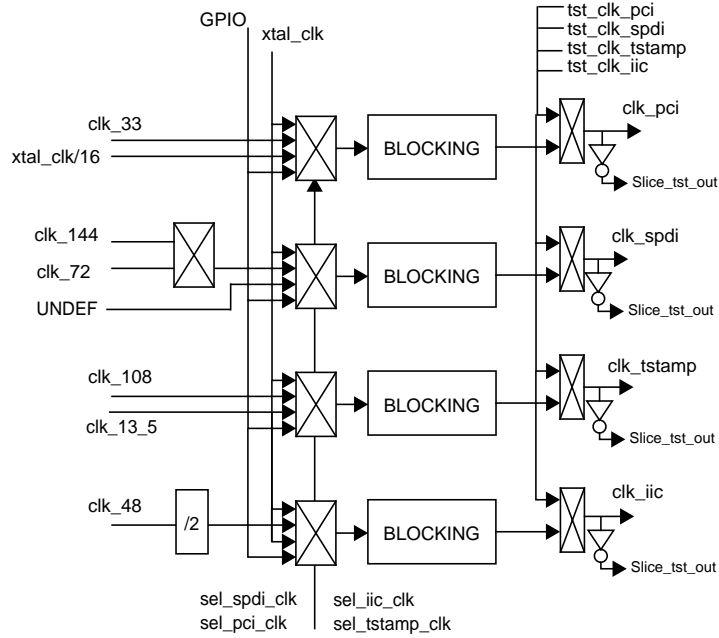 GPIO
xtal_clk
tst_clk_pci
tst_clk_spdi
tst_clk_tstamp
tst_clk_iic
clk_33
xtal_clk/16
BLOCKING
clk_pci
Slice_tst_out
clk_144
clk_72
UNDEF
BLOCKING
clk_spdi
Slice_tst_out
clk_108
clk_13_5
BLOCKING
clk_tstamp
Slice_tst_out
clk_48
/2
BLOCKING
clk_iic
Slice_tst_out
sel_spdi_clk sel_iic_clk
sel_pci_clk sel_tstamp_clk